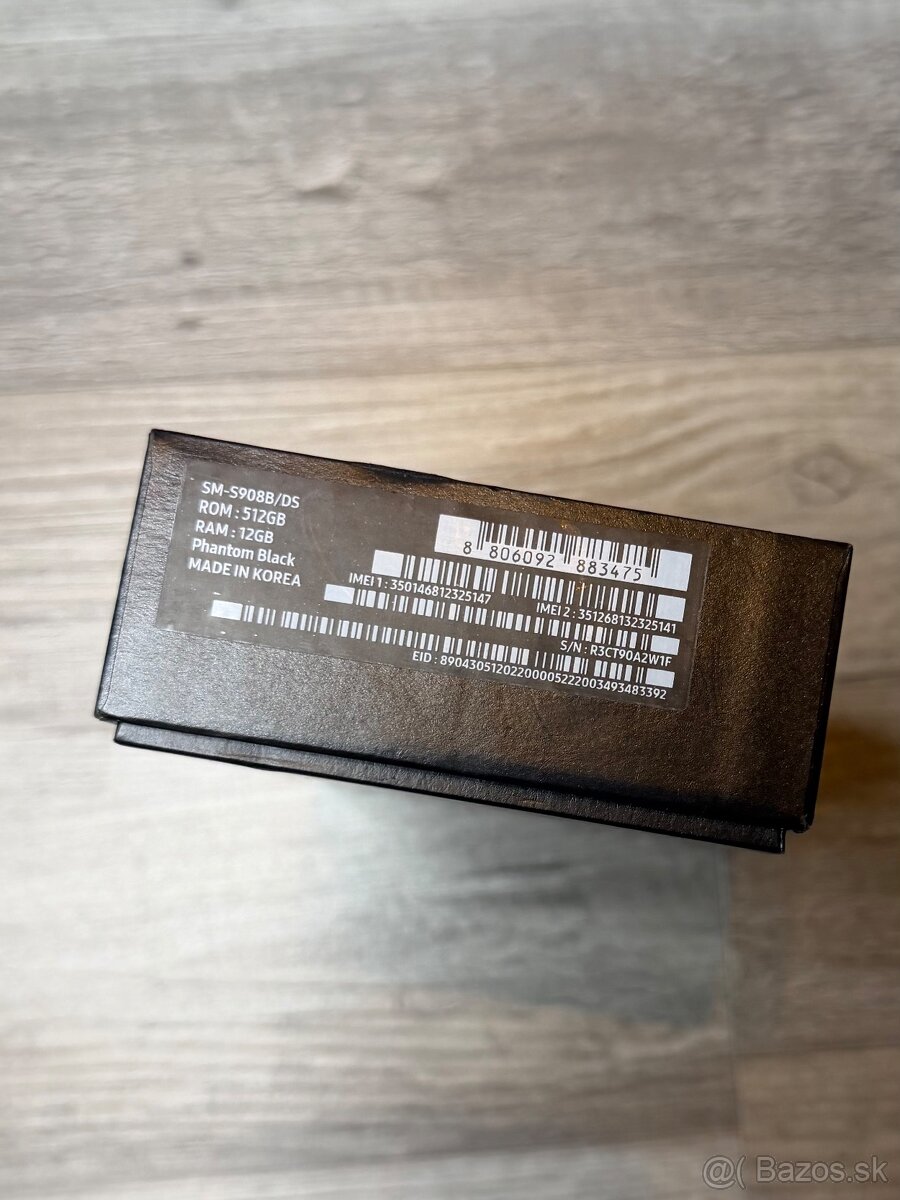 SM-S908B/DS
ROM : 512GB
RAM : 12GB
Phantom Black
MADE IN KOREA
8 806092 883475
IMEI 1 : 350146812325147
IMEI 2 : 351268132325141
S/N : R3CT90A2W1F
EID : 89043051202200005222003493483392
@( Bazos.sk